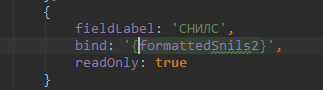 {
fieldLabel: 'СНИЛС',
bind: '{formattedSnils2}',
readOnly: true
}